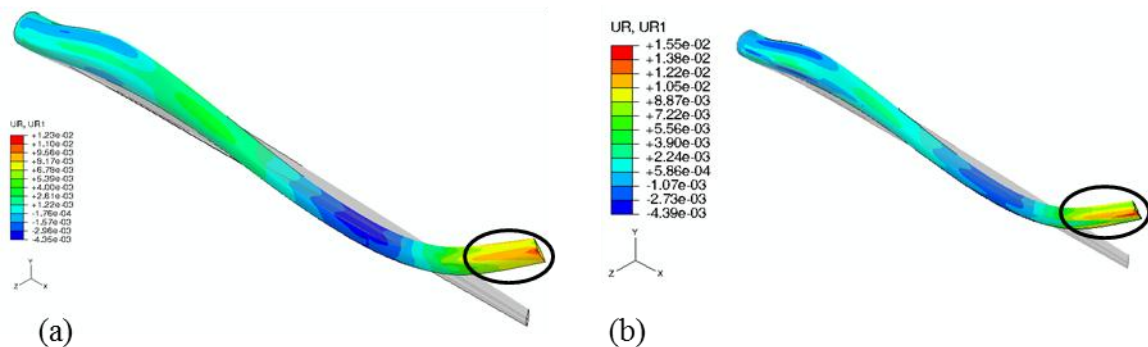 UR, UR1
+1.23e-02
+1.10e-02
+9.56e-03
+8.17e-03
+6.78e-03
+5.39e-03
+4.00e-03
+2.61e-03
+1.22e-03
-1.76e-04
-1.57e-03
-2.96e-03
-4.35e-03
Y
Z
X
(a)
UR, UR1
+1.55e-02
+1.38e-02
+1.22e-02
+1.05e-02
+8.87e-03
+7.22e-03
+5.56e-03
+3.90e-03
+2.24e-03
+5.86e-04
-1.07e-03
-2.73e-03
-4.39e-03
Y
Z
X
(b)